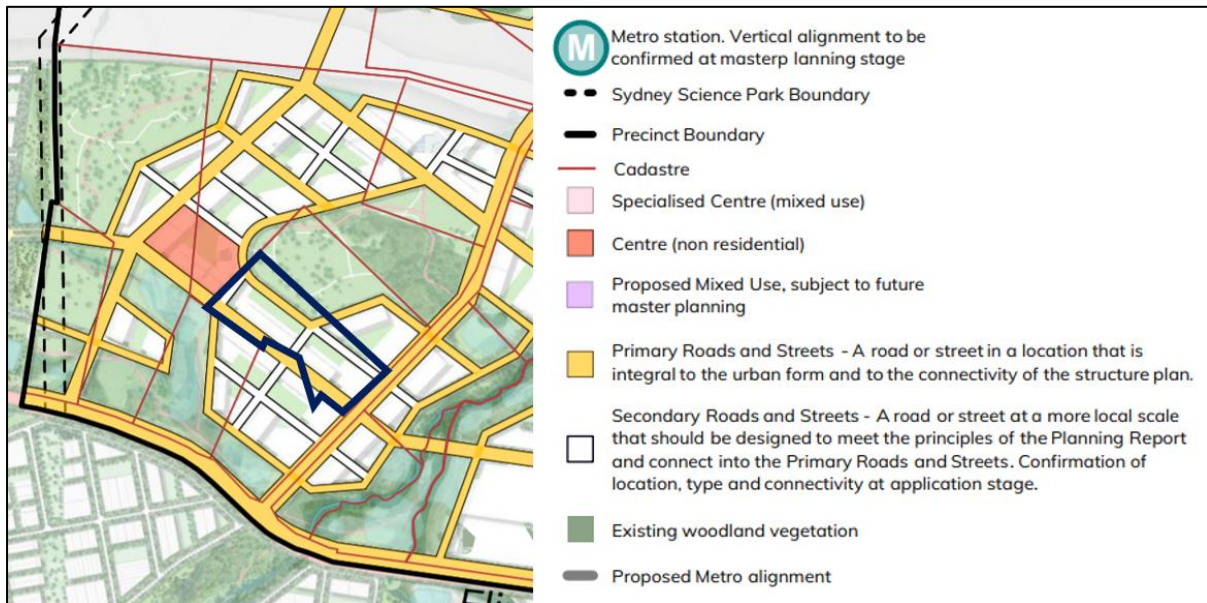 M
Metro station. Vertical alignment to be
confirmed at masterp lanning stage
Sydney Science Park Boundary
Precinct Boundary
Cadastre
Specialised Centre (mixed use)
Centre (non residential)
Proposed Mixed Use, subject to future
master planning
Primary Roads and Streets - A road or street in a location that is
integral to the urban form and to the connectivity of the structure plan.
Secondary Roads and Streets - A road or street at a more local scale
that should be designed to meet the principles of the Planning Report
and connect into the Primary Roads and Streets. Confirmation of
location, type and connectivity at application stage.
Existing woodland vegetation
Proposed Metro alignment